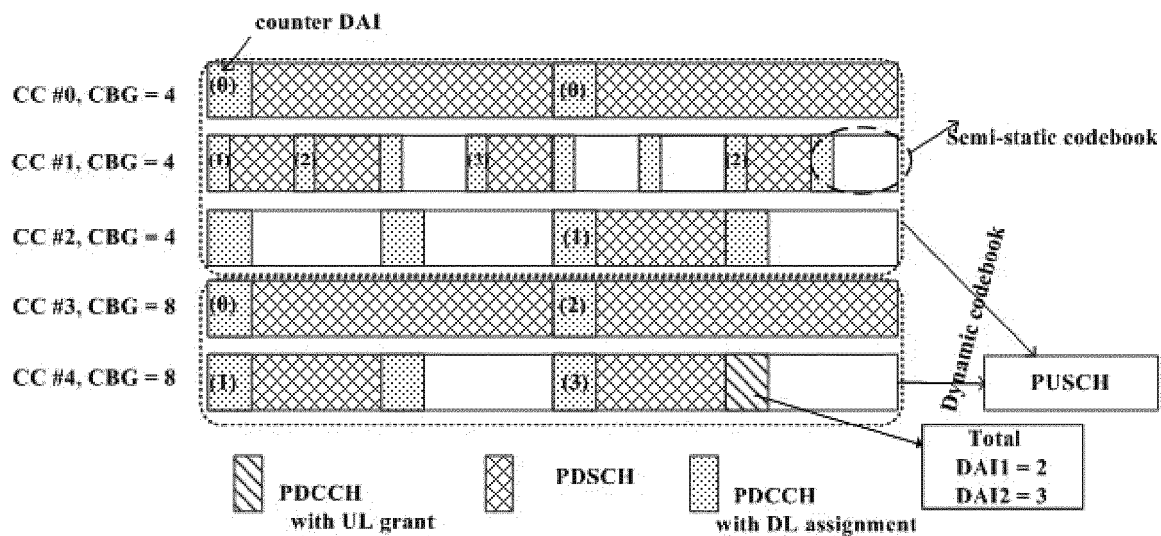 counter DAI
CC #0, CBG = 4
(0)
(0)
CC #1, CBG = 4
(1)
(2)
(3)
(2)
Semi-static codebook
CC #2, CBG = 4
(1)
CC #3, CBG = 8
(0)
(2)
CC #4, CBG = 8
(1)
(3)
Dynamic codebook
PUSCH
Total
DAI1 = 2
DAI2 = 3
PDCCH
with UL grant
PDSCH
PDCCH
with DL assignment